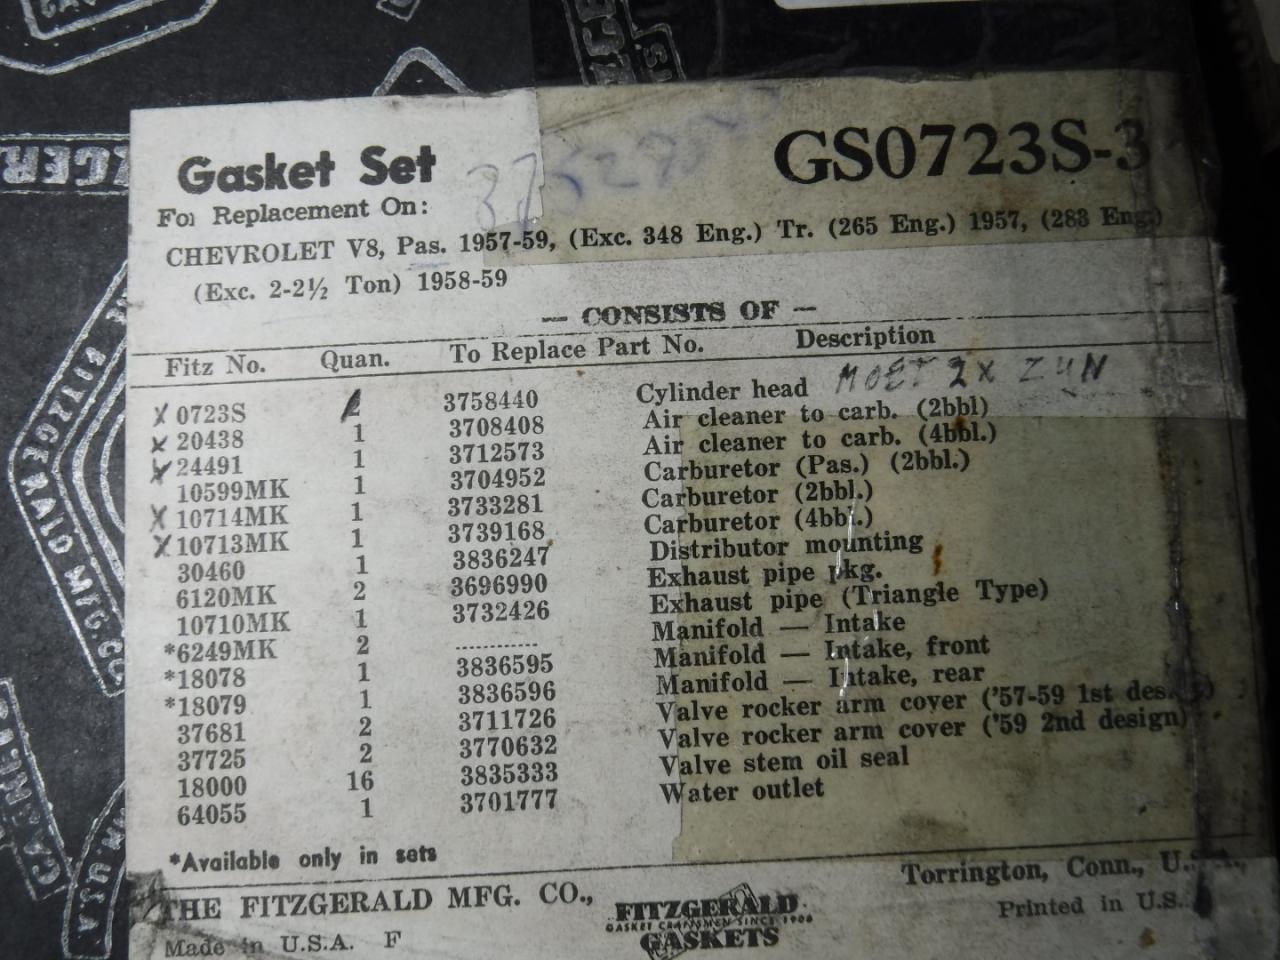 Gasket Set
GS0723S-3
For Replacement On:
CHEVROLET V8, Pas. 1957-59, (Exc. 348 Eng.) Tr. (265 Eng.) 1957, (283 Eng.)
(Exc. 2-2½ Ton) 1958-59
— CONSISTS OF —
Fitz No. Quan. To Replace Part No. Description
X 0723S 3758440 Cylinder head MOET 2X ZYN
X 20438 1 3708408 Air cleaner to carb. (2bbl)
X 24491 1 3712573 Air cleaner to carb. (4bbl.)
10599MK 1 3704952 Carburetor (Pas.) (2bbl.)
X 10714MK 1 3733281 Carburetor (2bbl.)
X 10713MK 1 3739168 Carburetor (4bbl.)
30460 1 3836247 Distributor mounting
6120MK 2 3696990 Exhaust pipe pkg.
10710MK 1 3732426 Exhaust pipe (Triangle Type)
*6249MK 2 ............ Manifold — Intake
*18078 1 3836595 Manifold — Intake, front
*18079 1 3836596 Manifold — Intake, rear
37681 2 3711726 Valve rocker arm cover ('57-59 1st des.
37725 2 3770632 Valve rocker arm cover ('59 2nd design)
18000 16 3835333 Valve stem oil seal
64055 1 3701777 Water outlet
*Available only in sets
THE FITZGERALD MFG. CO.,
Torrington, Conn., U.S.A.,
Made in U.S.A. F
FITZGERALD
GASKET CRAFTSMEN SINCE 1906
GASKETS
Printed in U.S.